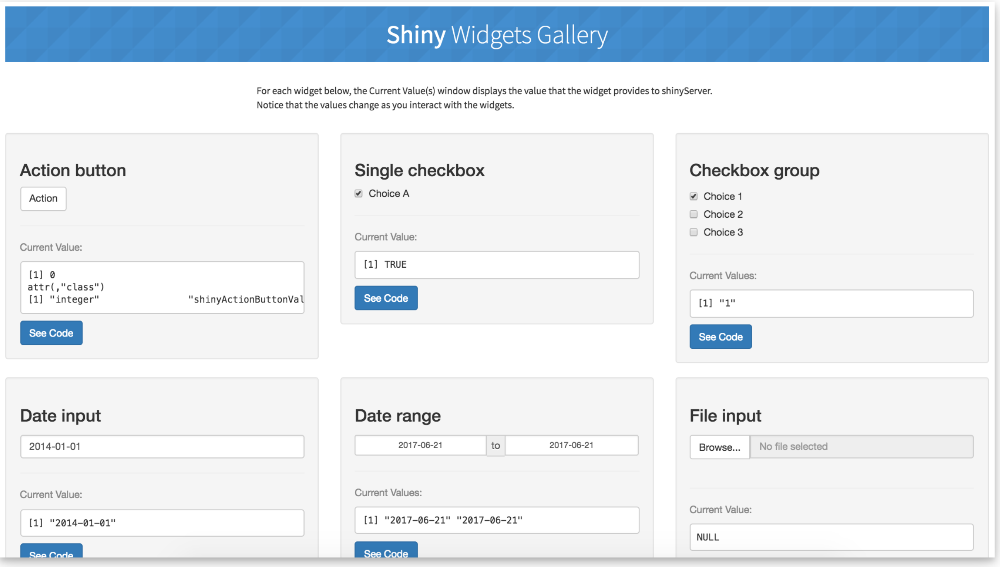 Shiny Widgets Gallery
For each widget below, the Current Value(s) window displays the value that the widget provides to shinyServer.
Notice that the values change as you interact with the widgets.
Action button
Action
Current Value:
[1] 0
attr(,"class")
[1] "integer" "shinyActionButtonVal
See Code
Single checkbox
Choice A
Current Value:
[1] TRUE
See Code
Checkbox group
Choice 1
Choice 2
Choice 3
Current Values:
[1] "1"
See Code
Date input
2014-01-01
Current Value:
[1] "2014-01-01"
See Code
Date range
2017-06-21 to 2017-06-21
Current Values:
[1] "2017-06-21" "2017-06-21"
See Code
File input
Browse... No file selected
Current Value:
NULL